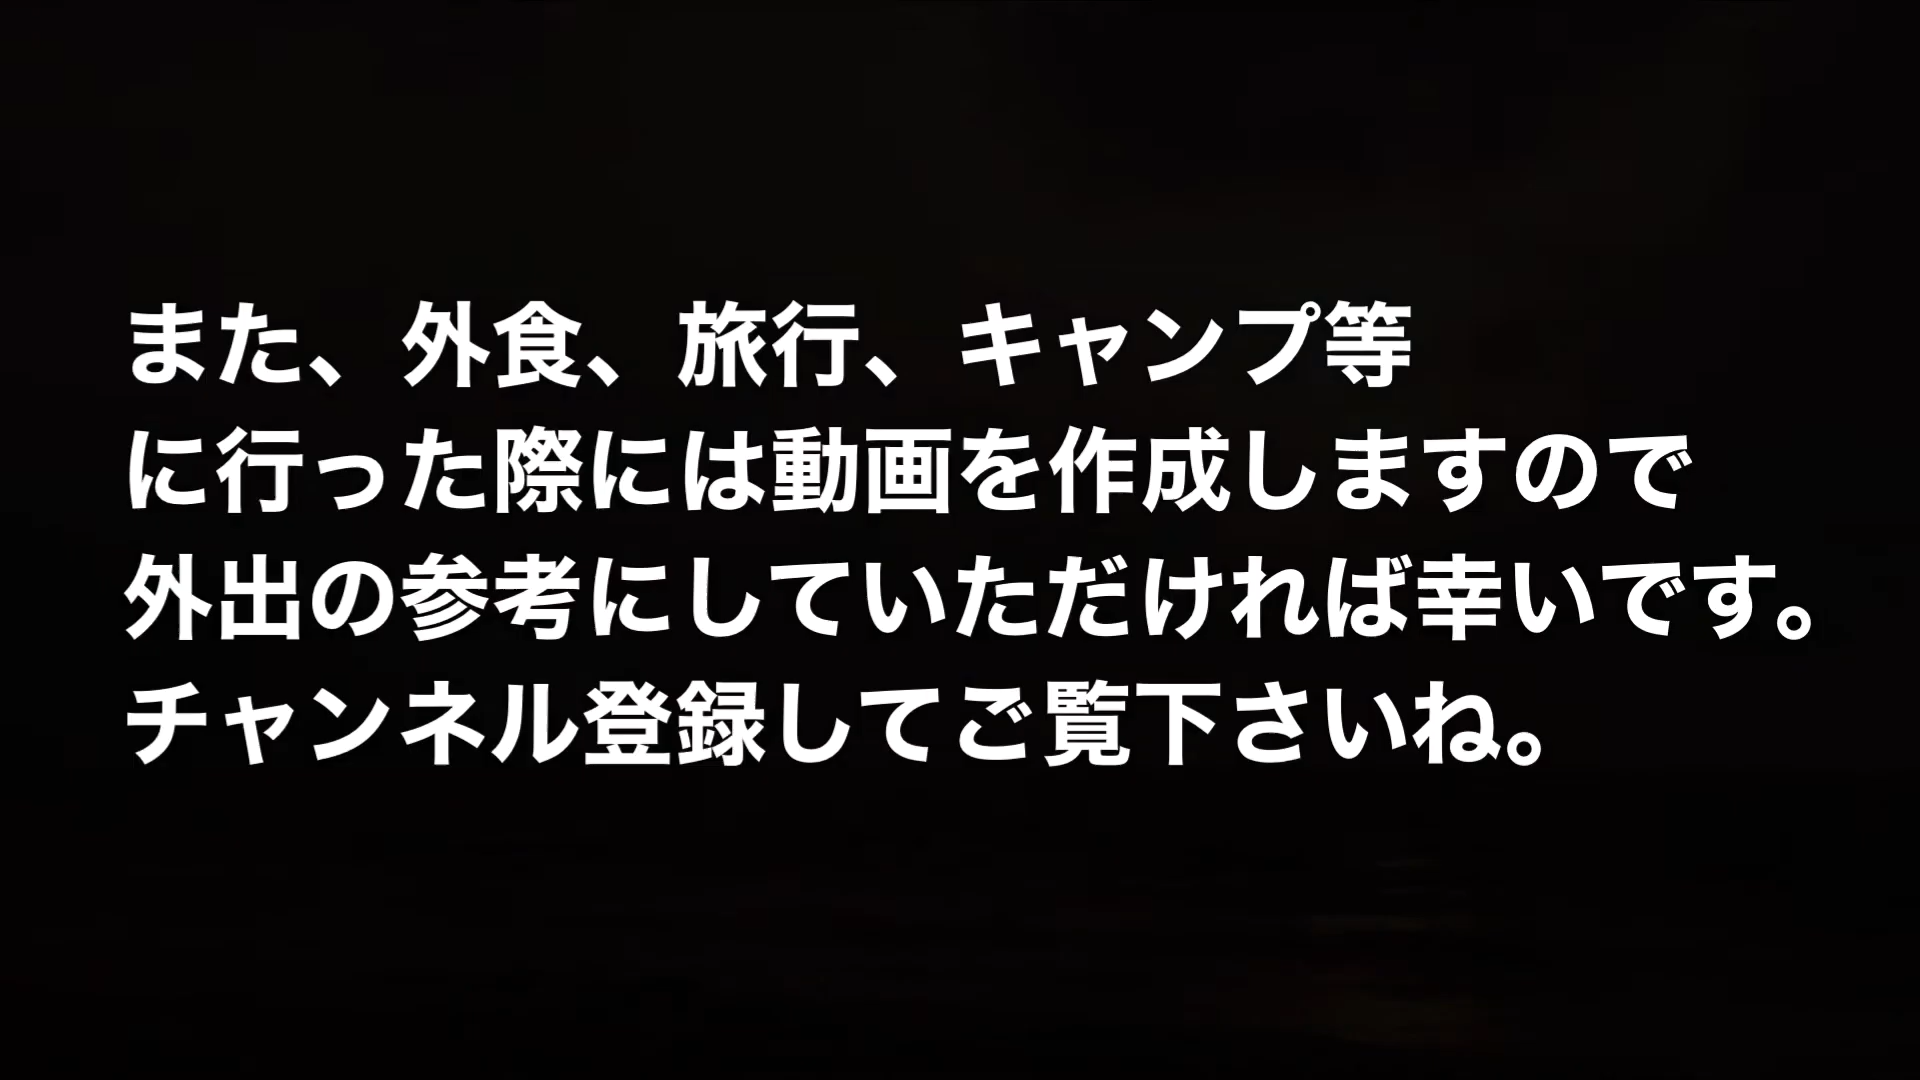 また、外食、旅行、キャンプ等
に行った際には動画を作成しますので
外出の参考にしていただければ幸いです。
チャンネル登録してご覧下さいね。